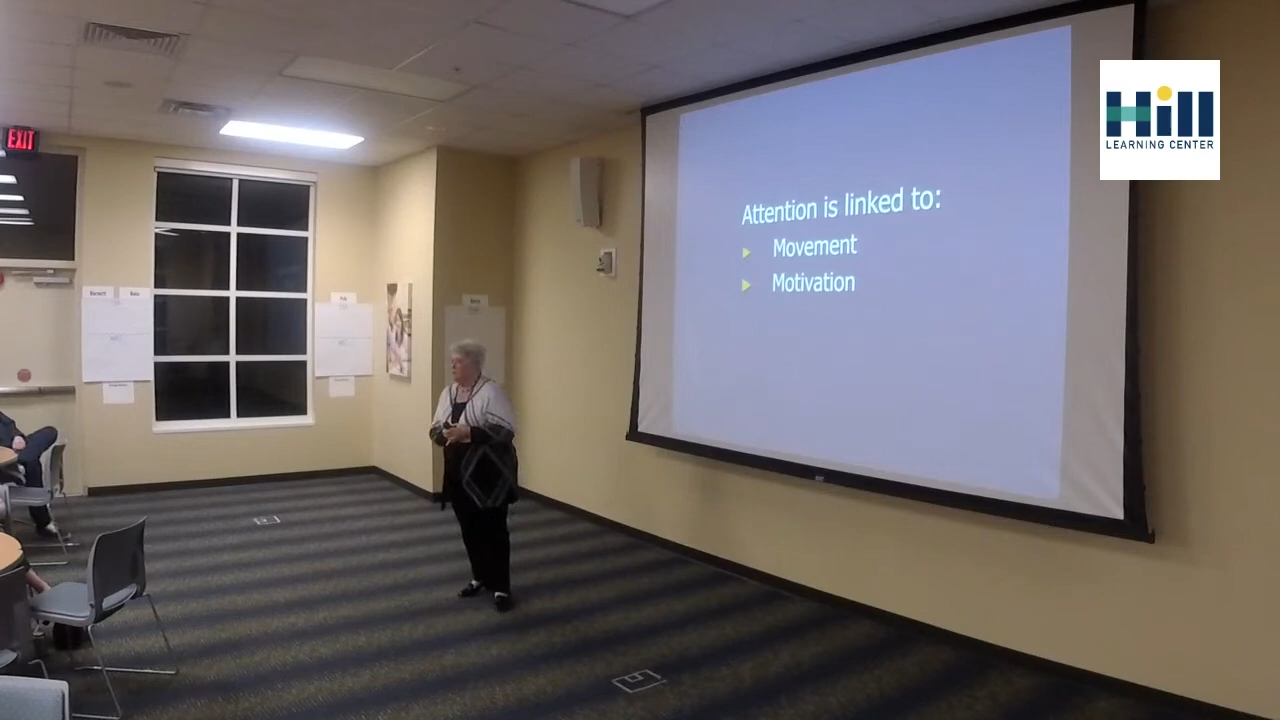 EXIT
Hill
LEARNING CENTER
Attention is linked to:
Movement
Motivation